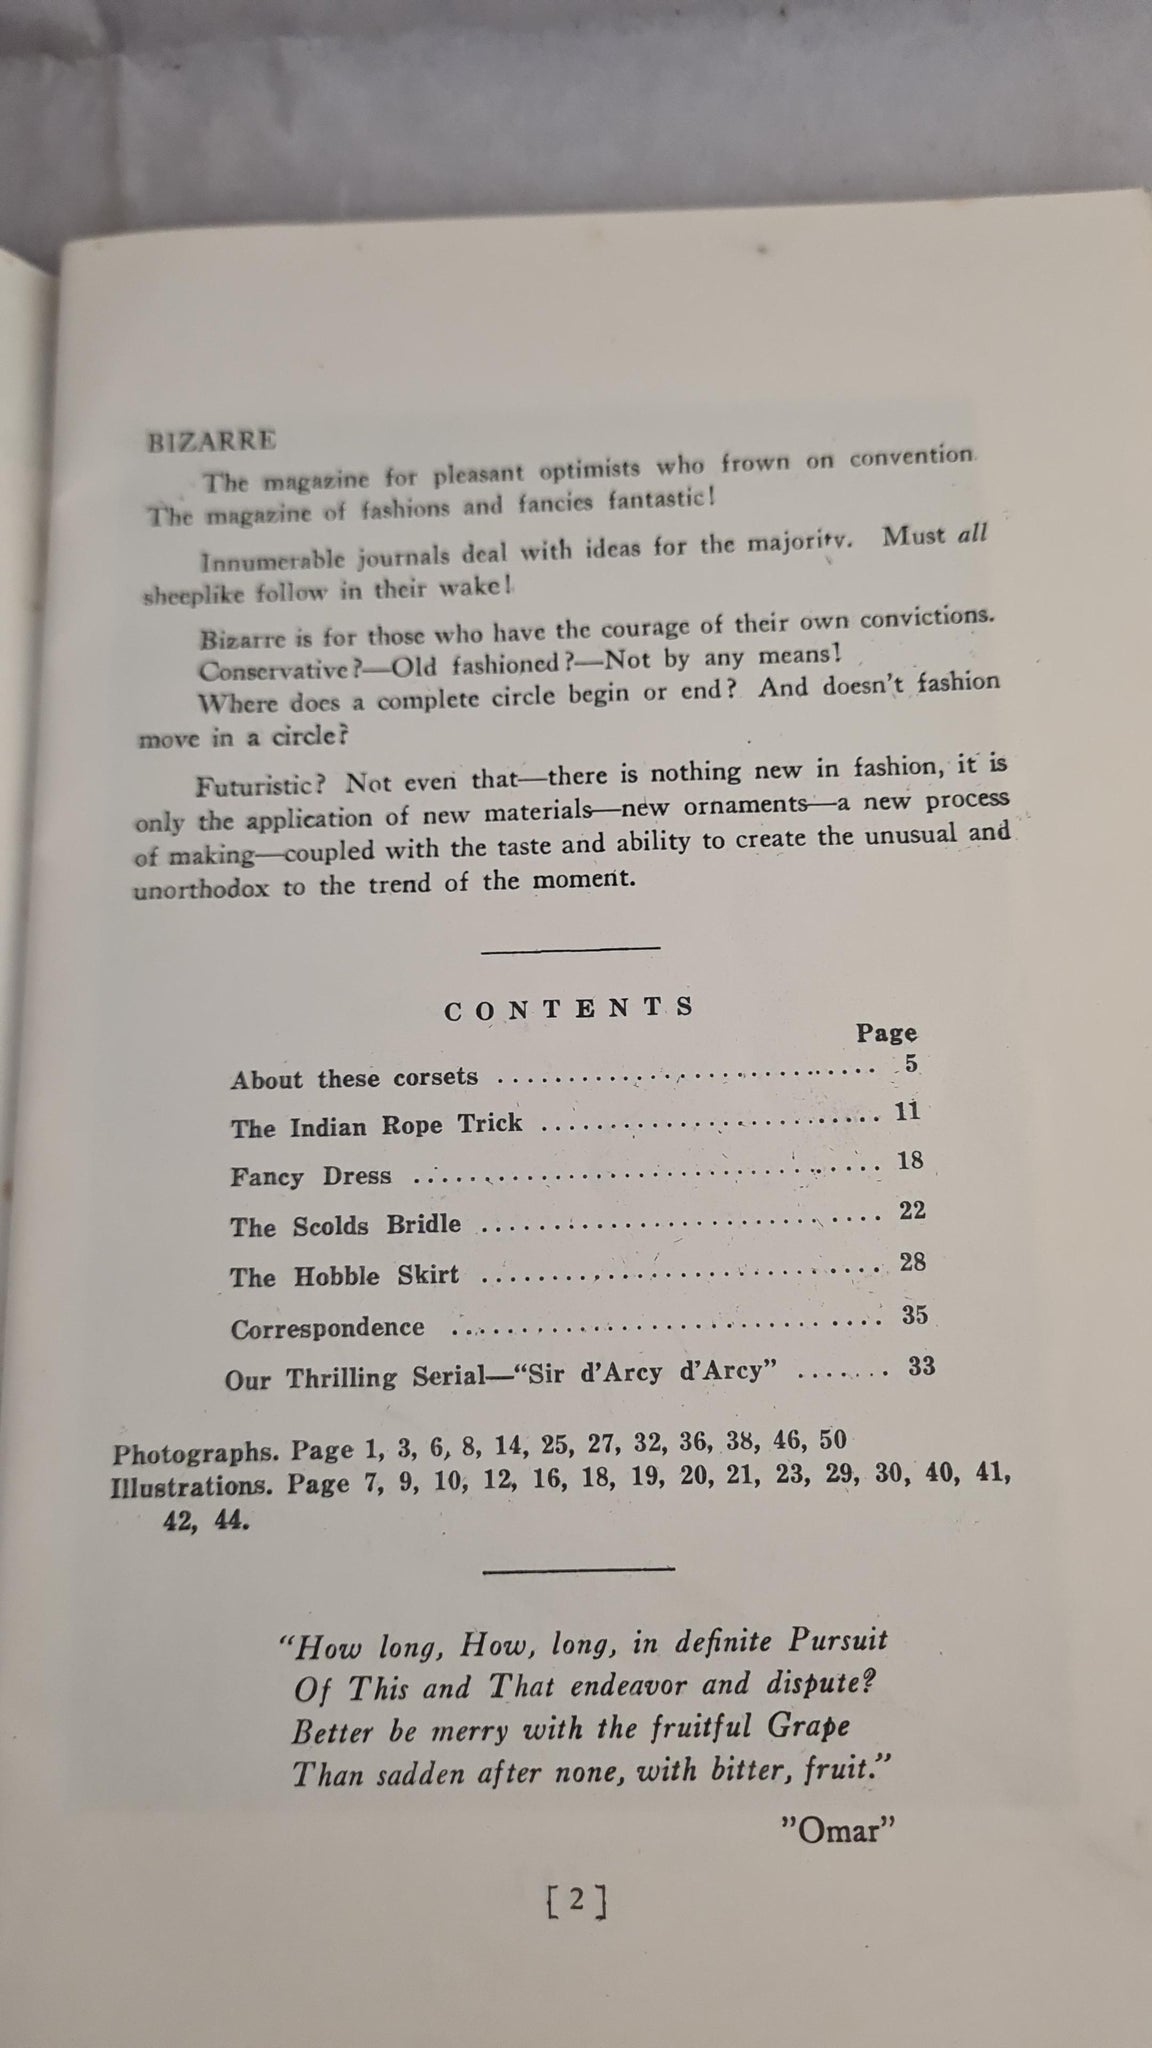 BIZARRE
The magazine for pleasant optimists who frown on convention.
The magazine of fashions and fancies fantastic!
Innumerable journals deal with ideas for the majority. Must all
sheeplike follow in their wake!
Bizarre is for those who have the courage of their own convictions.
Conservative?—Old fashioned?—Not by any means!
Where does a complete circle begin or end? And doesn't fashion
move in a circle?
Futuristic? Not even that—there is nothing new in fashion, it is
only the application of new materials—new ornaments—a new process
of making—coupled with the taste and ability to create the unusual and
unorthodox to the trend of the moment.
CONTENTS
Page
About these corsets .......................... 5
The Indian Rope Trick ........................ 11
Fancy Dress ................................. 18
The Scolds Bridle ............................ 22
The Hobble Skirt ............................ 28
Correspondence .............................. 35
Our Thrilling Serial—"Sir d'Arcy d'Arcy" ....... 33
Photographs. Page 1, 3, 6, 8, 14, 25, 27, 32, 36, 38, 46, 50
Illustrations. Page 7, 9, 10, 12, 16, 18, 19, 20, 21, 23, 29, 30, 40, 41,
42, 44.
"How long, How, long, in definite Pursuit
Of This and That endeavor and dispute?
Better be merry with the fruitful Grape
Than sadden after none, with bitter, fruit."
"Omar"
[ 2 ]